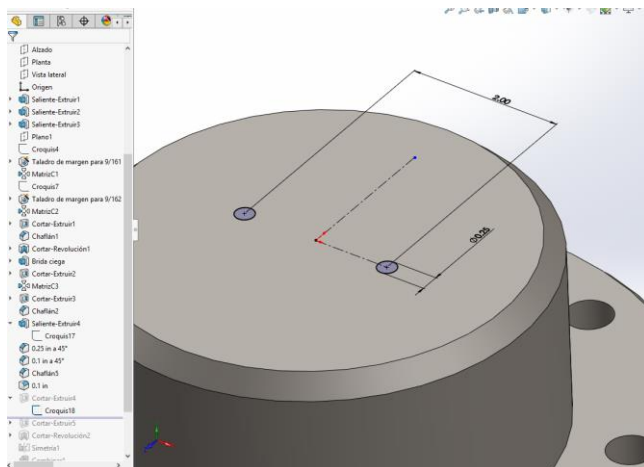 Alzado
Planta
Vista lateral
Origen
Saliente-Extruir1
Saliente-Extruir2
Saliente-Extruir3
Plano1
Croquis4
Taladro de margen para 9/161
MatrizC1
Croquis7
Taladro de margen para 9/162
MatrizC2
Cortar-Extruir1
Chaflán1
Cortar-Revolución1
Brida ciega
Cortar-Extruir2
MatrizC3
Cortar-Extruir3
Chaflán2
Saliente-Extruir4
Croquis17
0.25 in a 45°
0.1 in a 45°
Chaflán5
0.1 in
Cortar-Extruir4
Croquis18
Cortar-Extruir5
Cortar-Revolución2
Simetría1
2.00
Ø0.25